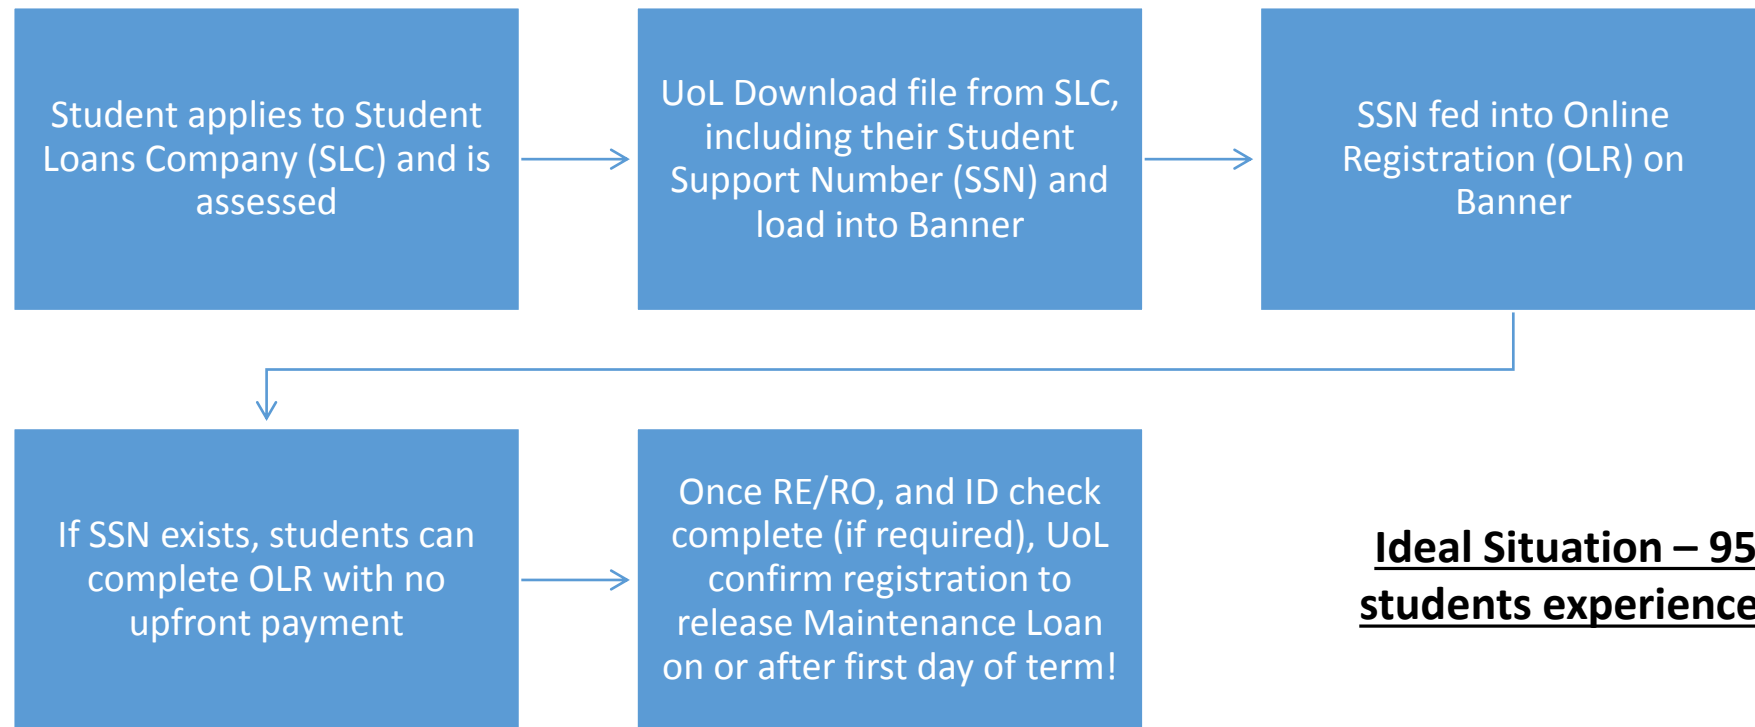 Student applies to Student
Loans Company (SLC) and is
assessed
UoL Download file from SLC,
including their Student
Support Number (SSN) and
load into Banner
SSN fed into Online
Registration (OLR) on
Banner
If SSN exists, students can
complete OLR with no
upfront payment
Once RE/RO, and ID check
complete (if required), UoL
confirm registration to
release Maintenance Loan
on or after first day of term!
Ideal Situation – 95
students experience